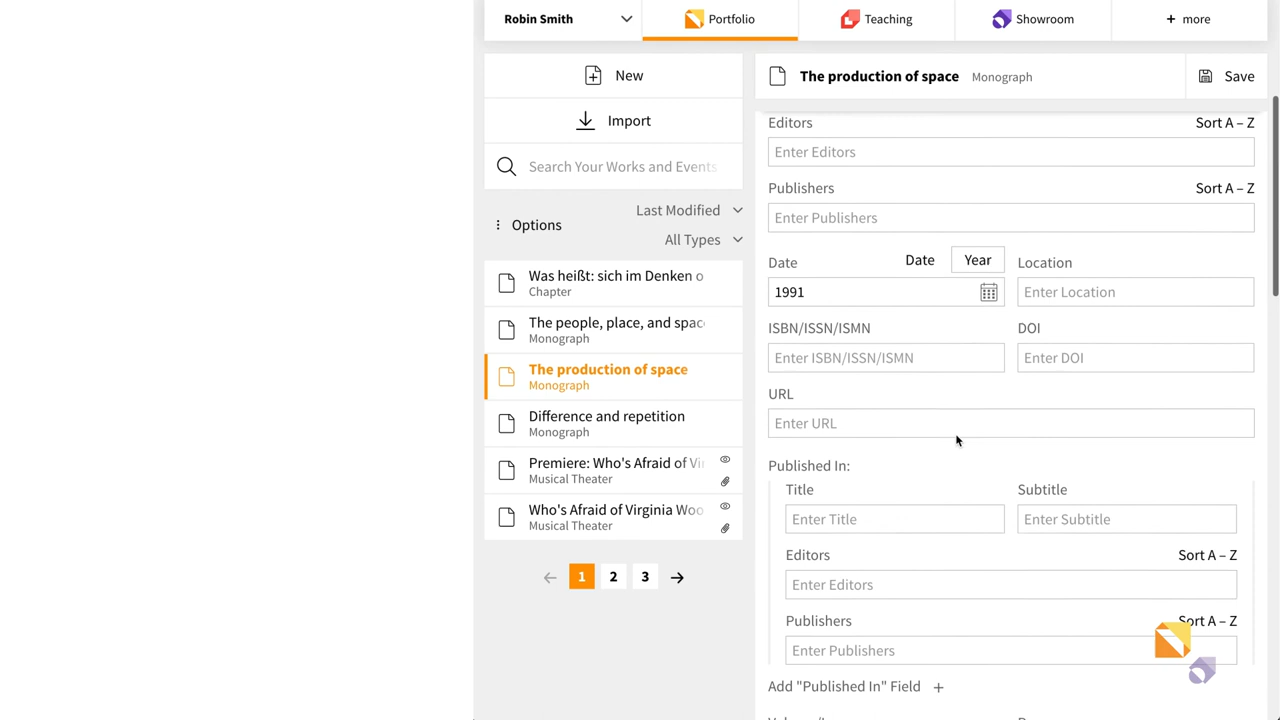 Robin Smith
Portfolio
Teaching
Showroom
+ more
New
Import
Search Your Works and Events
Options
Last Modified
All Types
Was heißt: sich im Denken o
Chapter
The people, place, and spac
Monograph
The production of space
Monograph
Difference and repetition
Monograph
Premiere: Who's Afraid of Vi
Musical Theater
Who's Afraid of Virginia Woo
Musical Theater
1 2 3
The production of space Monograph
Save
Editors Sort A – Z
Enter Editors
Publishers Sort A – Z
Enter Publishers
Date Date Year Location
1991 Enter Location
ISBN/ISSN/ISMN DOI
Enter ISBN/ISSN/ISMN Enter DOI
URL
Enter URL
Published In:
Title Subtitle
Enter Title Enter Subtitle
Editors Sort A – Z
Enter Editors
Publishers Sort A – Z
Enter Publishers
Add "Published In" Field +